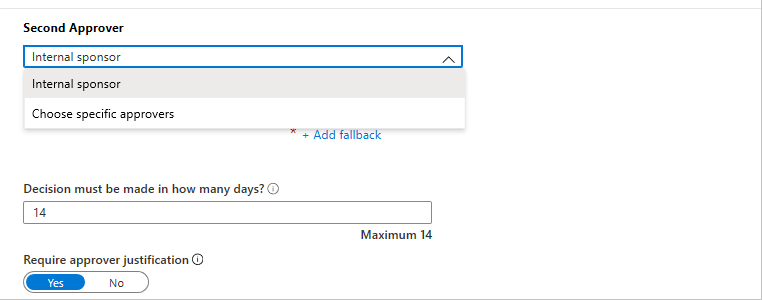 Second Approver
Internal sponsor
Internal sponsor
Choose specific approvers
* + Add fallback
Decision must be made in how many days?
14
Maximum 14
Require approver justification
Yes No